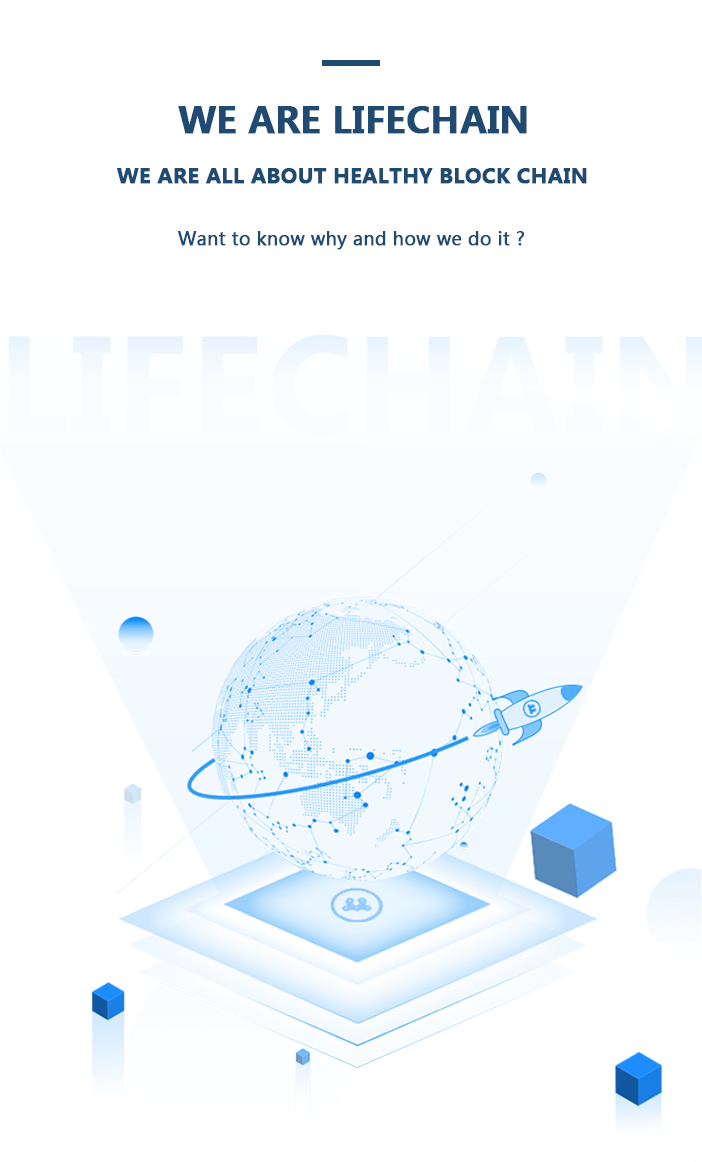 WE ARE LIFECHAIN
WE ARE ALL ABOUT HEALTHY BLOCK CHAIN
Want to know why and how we do it ?
LIFECHAIN